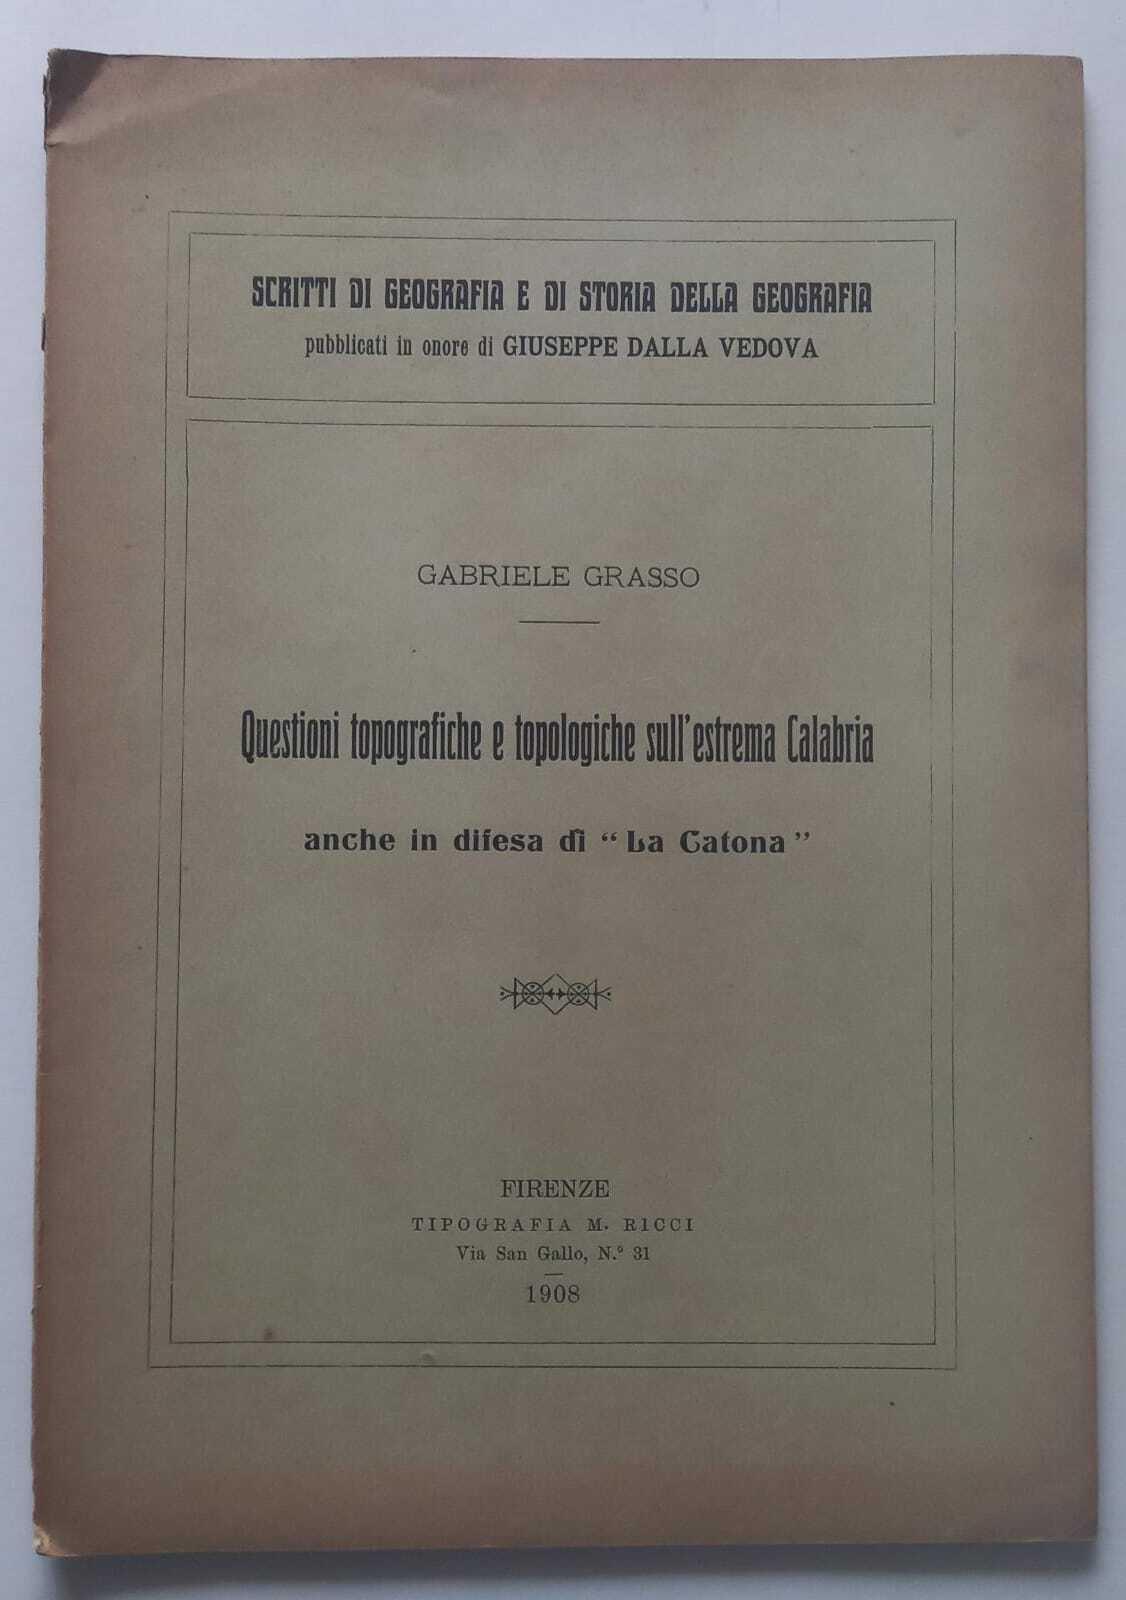 SCRITTI DI GEOGRAFIA E DI STORIA DELLA GEOGRAFIA
pubblicati in onore di GIUSEPPE DALLA VEDOVA
GABRIELE GRASSO
Questioni topografiche e topologiche sull'estrema Calabria
anche in difesa di “La Catona”
FIRENZE
TIPOGRAFIA M. RICCI
Via San Gallo, N.º 31
1908